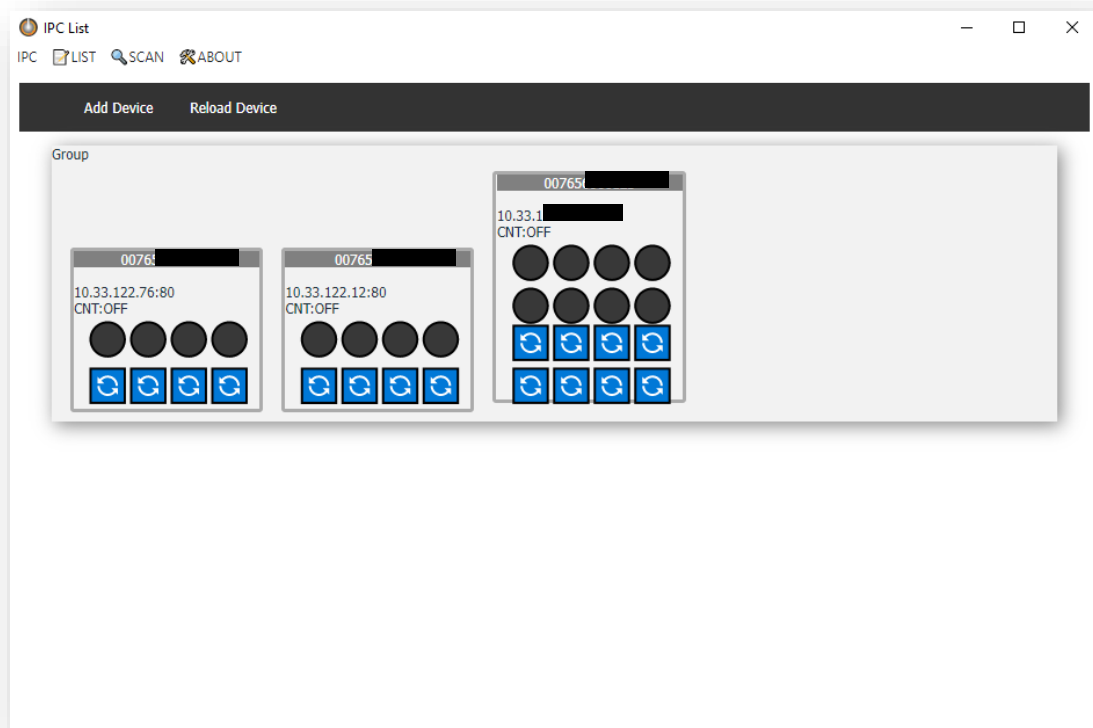 IPC List
IPC LIST SCAN ABOUT
Add Device Reload Device
Group
00765
10.33.122.76:80
CNT:OFF
00765
10.33.122.12:80
CNT:OFF
00765
10.33.1
CNT:OFF